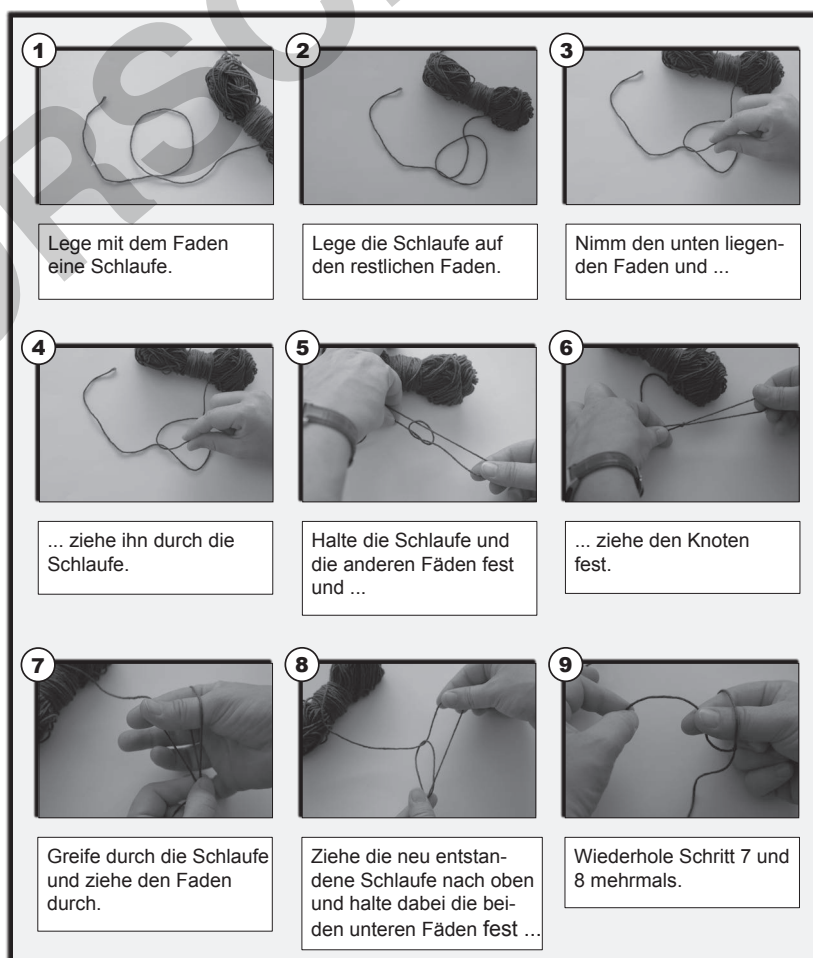 1
2
3
Lege mit dem Faden
eine Schlaufe.
Lege die Schlaufe auf
den restlichen Faden.
Nimm den unten liegen-
den Faden und ...
4
5
6
... ziehe ihn durch die
Schlaufe.
Halte die Schlaufe und
die anderen Fäden fest
und ...
... ziehe den Knoten
fest.
7
8
9
Greife durch die Schlaufe
und ziehe den Faden
durch.
Ziehe die neu entstan-
dene Schlaufe nach oben
und halte dabei die bei-
den unteren Fäden fest ...
Wiederhole Schritt 7 und
8 mehrmals.